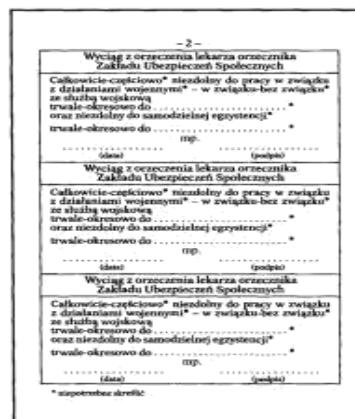 – 2 –
Wyciąg z orzeczenia lekarza orzecznika
Zakładu Ubezpieczeń Społecznych
Całkowicie-częściowo* niezdolny do pracy w związku
z działaniami wojennymi* – w związku-bez związku*
ze służbą wojskową
trwale-okresowo do ........................ *
oraz niezdolny do samodzielnej egzystencji*
trwale-okresowo do ........................ *
mp.
(data) (podpis)
Wyciąg z orzeczenia lekarza orzecznika
Zakładu Ubezpieczeń Społecznych
Całkowicie-częściowo* niezdolny do pracy w związku
z działaniami wojennymi* – w związku-bez związku*
ze służbą wojskową
trwale-okresowo do ........................ *
oraz niezdolny do samodzielnej egzystencji*
trwale-okresowo do ........................ *
mp.
(data) (podpis)
Wyciąg z orzeczenia lekarza orzecznika
Zakładu Ubezpieczeń Społecznych
Całkowicie-częściowo* niezdolny do pracy w związku
z działaniami wojennymi* – w związku-bez związku*
ze służbą wojskową
trwale-okresowo do ........................ *
oraz niezdolny do samodzielnej egzystencji*
trwale-okresowo do ........................ *
mp.
(data) (podpis)
* niepotrzebne skreślić